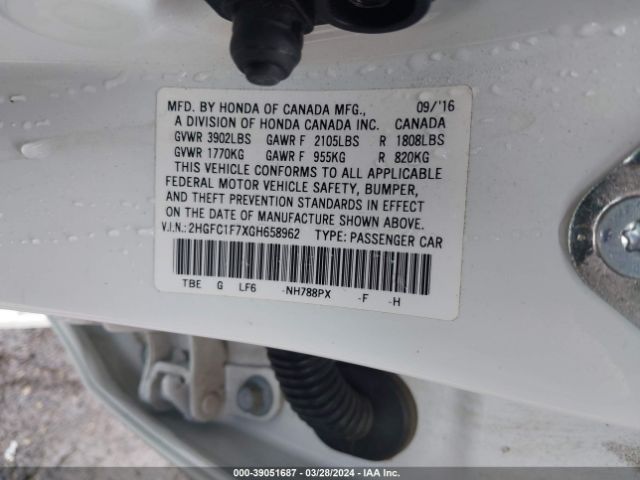 MFD. BY HONDA OF CANADA MFG., 09/'16
A DIVISION OF HONDA CANADA INC. CANADA
GVWR 3902LBS GAWR F 2105LBS R 1808LBS
GVWR 1770KG GAWR F 955KG R 820KG
THIS VEHICLE CONFORMS TO ALL APPLICABLE
FEDERAL MOTOR VEHICLE SAFETY, BUMPER,
AND THEFT PREVENTION STANDARDS IN EFFECT
ON THE DATE OF MANUFACTURE SHOWN ABOVE.
V.I.N.: 2HGFC1F7XGH658962 TYPE: PASSENGER CAR
TBE G LF6 -NH788PX -F -H
000-39051687 - 03/28/2024 - IAA Inc.